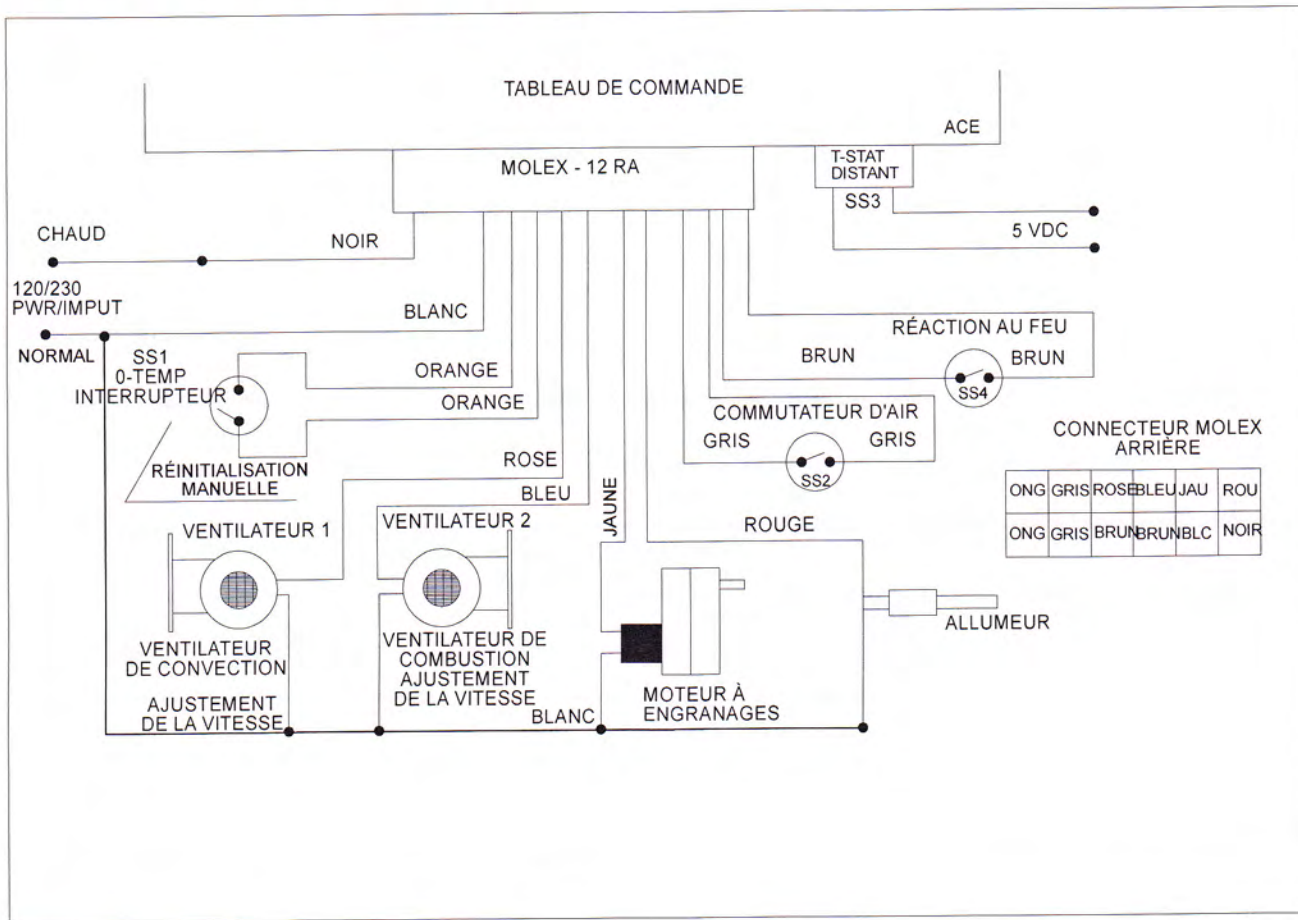 TABLEAU DE COMMANDE
ACE
MOLEX - 12 RA
T-STAT
DISTANT
SS3
5 VDC
CHAUD
NOIR
120/230
PWR/IMPUT
BLANC
NORMAL
SS1
0-TEMP
INTERRUPTEUR
ORANGE
ORANGE
RÉINITIALISATION
MANUELLE
ROSE
BLEU
RÉACTION AU FEU
BRUN
BRUN
SS4
COMMUTATEUR D'AIR
GRIS
GRIS
SS2
CONNECTEUR MOLEX
ARRIÈRE
ONG GRIS ROSE BLEU JAU ROU
ONG GRIS BRUN BRUN BLC NOIR
VENTILATEUR 1
VENTILATEUR 2
JAUNE
ROUGE
VENTILATEUR
DE CONVECTION
AJUSTEMENT
DE LA VITESSE
VENTILATEUR DE
COMBUSTION
AJUSTEMENT
DE LA VITESSE
BLANC
MOTEUR À
ENGRANAGES
ALLUMEUR